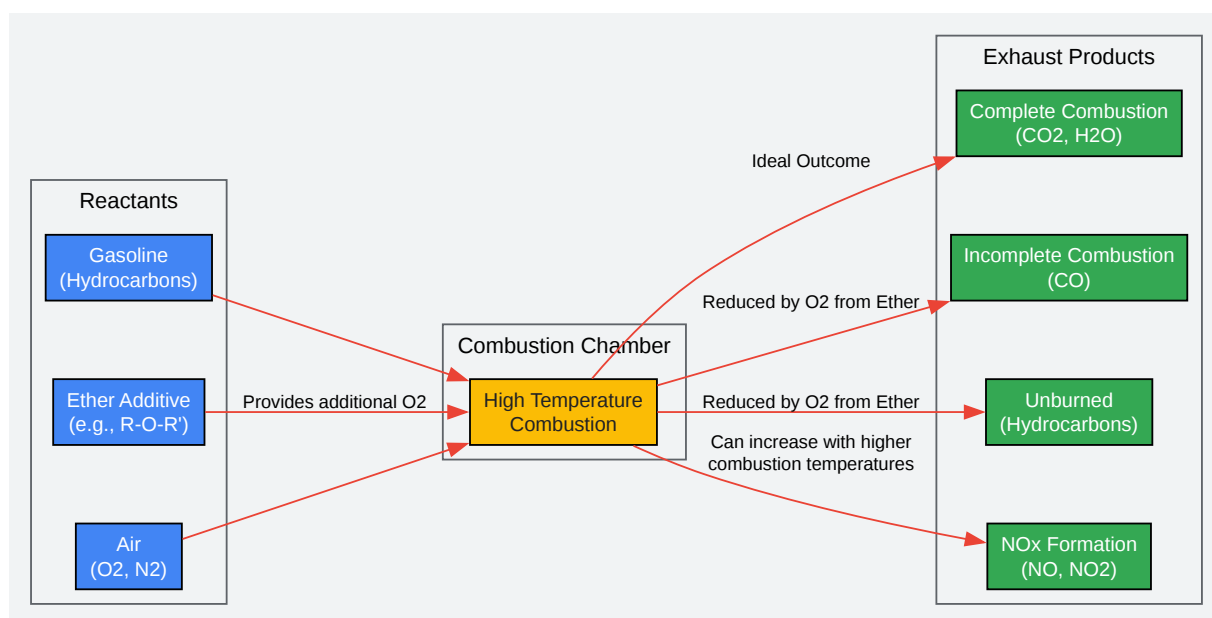 Reactants
Gasoline
(Hydrocarbons)
Ether Additive
(e.g., R-O-R')
Air
(O2, N2)
Provides additional O2
Combustion Chamber
High Temperature
Combustion
Ideal Outcome
Reduced by O2 from Ether
Reduced by O2 from Ether
Can increase with higher
combustion temperatures
Exhaust Products
Complete Combustion
(CO2, H2O)
Incomplete Combustion
(CO)
Unburned
(Hydrocarbons)
NOx Formation
(NO, NO2)